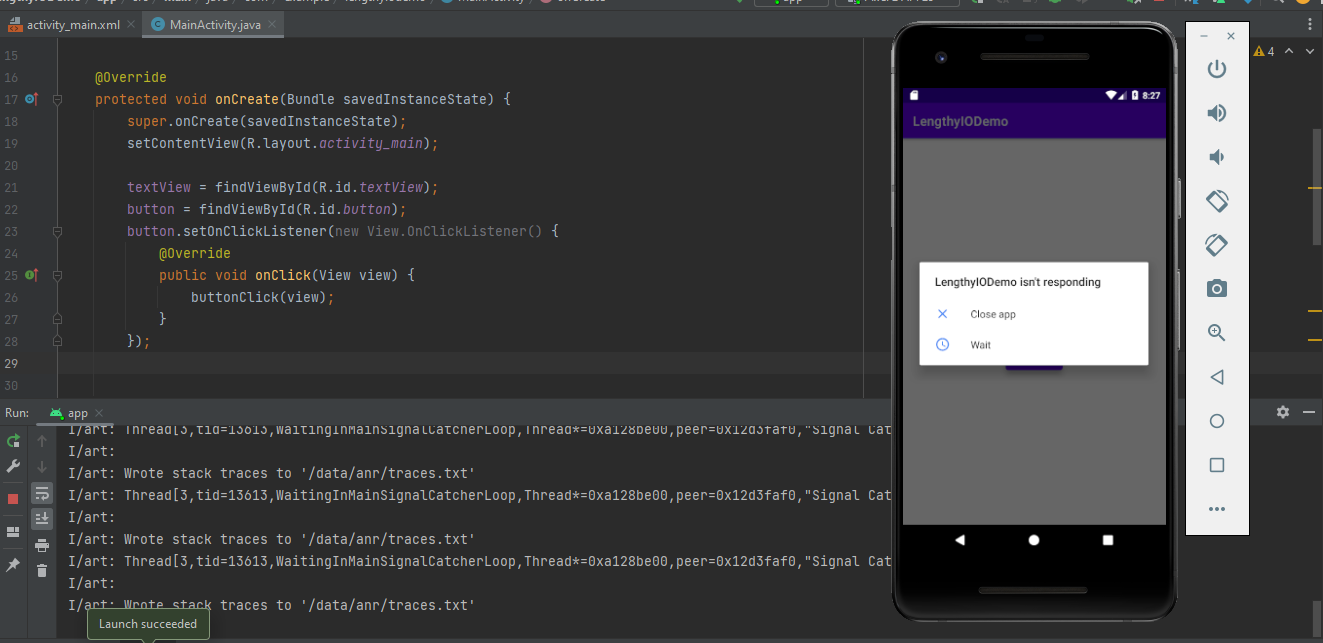 activity_main.xml
MainActivity.java
15
16 @Override
17 protected void onCreate(Bundle savedInstanceState) {
18 super.onCreate(savedInstanceState);
19 setContentView(R.layout.activity_main);
20
21 textView = findViewById(R.id.textView);
22 button = findViewById(R.id.button);
23 button.setOnClickListener(new View.OnClickListener() {
24 @Override
25 public void onClick(View view) {
26 buttonClick(view);
27 }
28 });
29
30
4
8:27
LengthyIODemo
LengthyIODemo isn't responding
Close app
Wait
Run: app
I/art: Thread[3,tid=13613,WaitingInMainSignalCatcherLoop,Thread*=0xa128be00,peer=0x12d3faf0,"Signal Cat
I/art:
I/art: Wrote stack traces to '/data/anr/traces.txt'
I/art: Thread[3,tid=13613,WaitingInMainSignalCatcherLoop,Thread*=0xa128be00,peer=0x12d3faf0,"Signal Cat
I/art:
I/art: Wrote stack traces to '/data/anr/traces.txt'
I/art: Thread[3,tid=13613,WaitingInMainSignalCatcherLoop,Thread*=0xa128be00,peer=0x12d3faf0,"Signal Cat
I/art:
I/art: Wrote stack traces to '/data/anr/traces.txt'
Launch succeeded